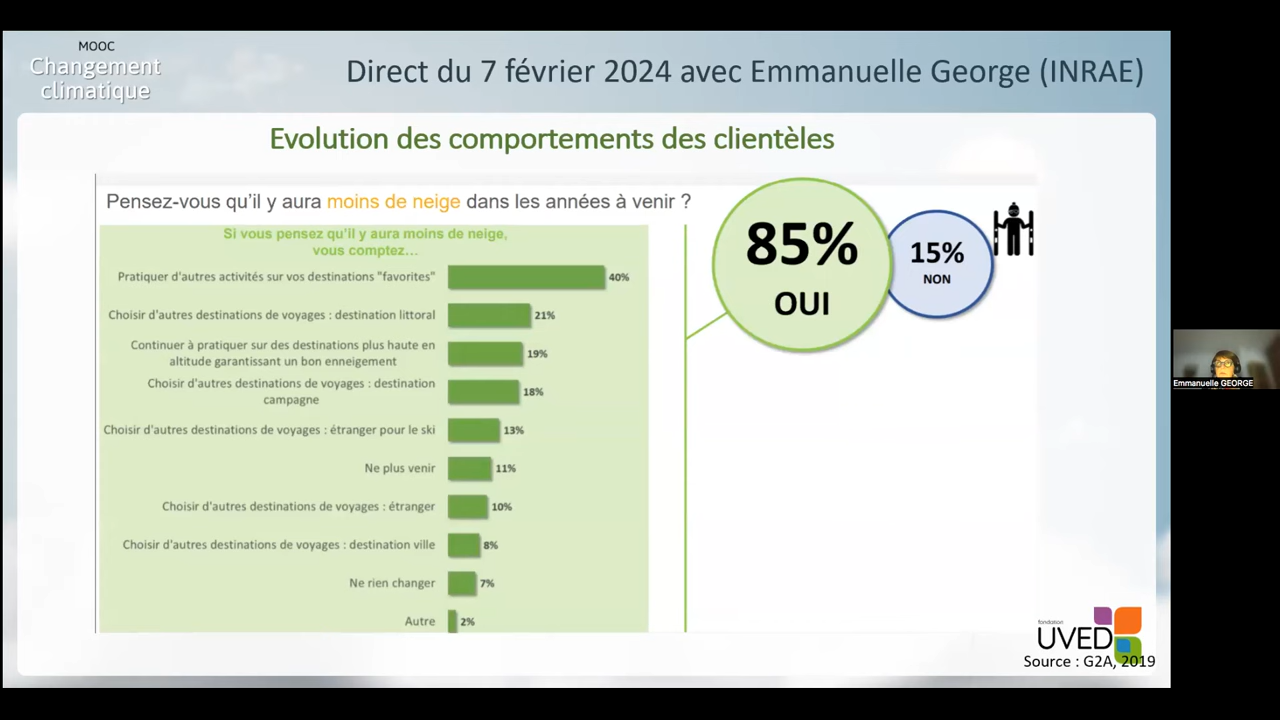 MOOC
Changement
climatique
Direct du 7 février 2024 avec Emmanuelle George (INRAE)
Evolution des comportements des clientèles
Pensez-vous qu'il y aura moins de neige dans les années à venir ?
85%
OUI
15%
NON
Si vous pensez qu'il y aura moins de neige,
vous comptez...
Pratiquer d'autres activités sur vos destinations "favorites"
40%
Choisir d'autres destinations de voyages : destination littoral
21%
Continuer à pratiquer sur des destinations plus haute en
altitude garantissant un bon enneigement
19%
Choisir d'autres destinations de voyages : destination
campagne
18%
Choisir d'autres destinations de voyages : étranger pour le ski
13%
Ne plus venir
11%
Choisir d'autres destinations de voyages : étranger
10%
Choisir d'autres destinations de voyages : destination ville
8%
Ne rien changer
7%
Autre
2%
fondation
UVED
Source : G2A, 2019
Emmanuelle GEORGE